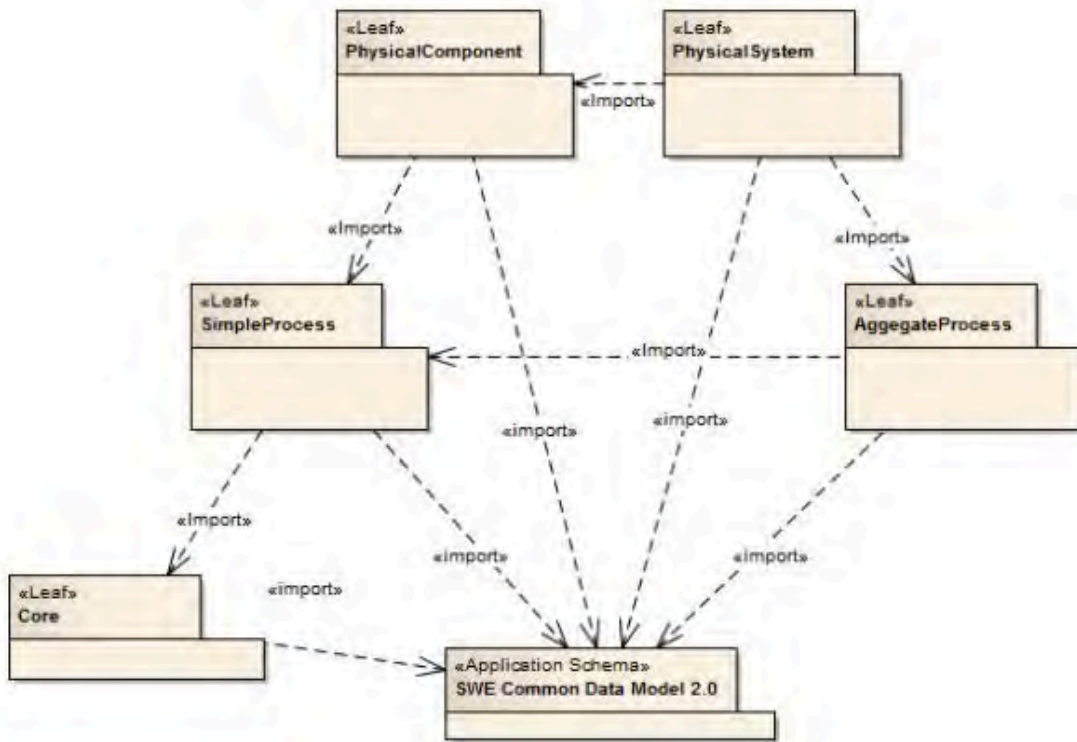 «Leaf»
PhysicalComponent
«Leaf»
PhysicalSystem
«Import»
«Import»
«Import»
«Leaf»
SimpleProcess
«Leaf»
AggegateProcess
«Import»
«import»
«import»
«Import»
«import»
«import»
«import»
«Leaf»
Core
«Application Schema»
SWE Common Data Model 2.0